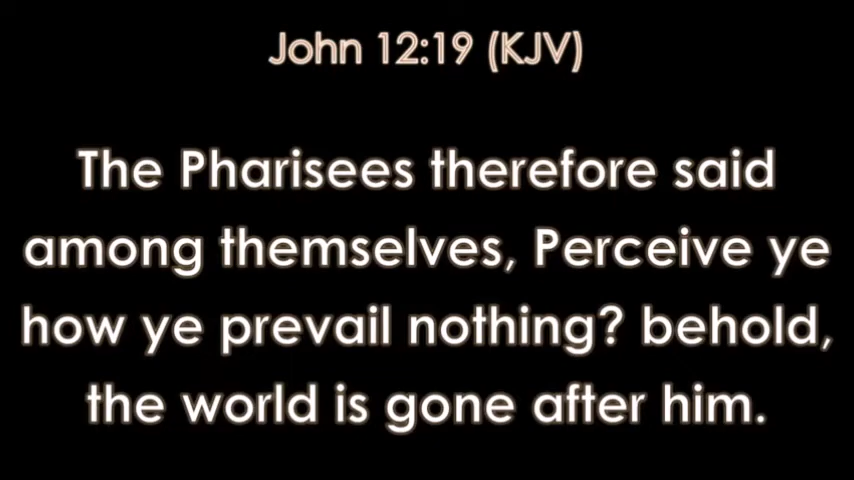 John 12:19 (KJV)
The Pharisees therefore said
among themselves, Perceive ye
how ye prevail nothing? behold,
the world is gone after him.